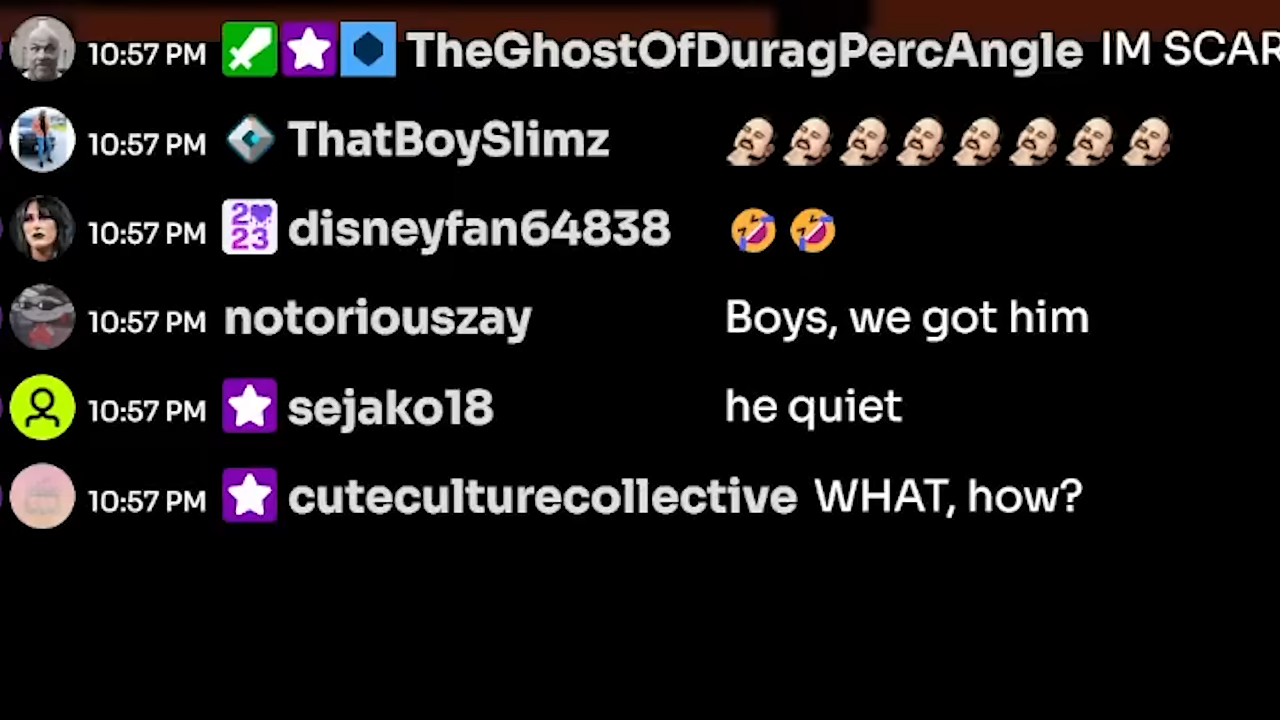 10:57 PM TheGhostOfDuragPercAngle IM SCAR
10:57 PM ThatBoySlimz
10:57 PM 2023 disneyfan64838 🤣 🤣
10:57 PM notoriouszay Boys, we got him
10:57 PM sejako18 he quiet
10:57 PM cuteculturecollective WHAT, how?